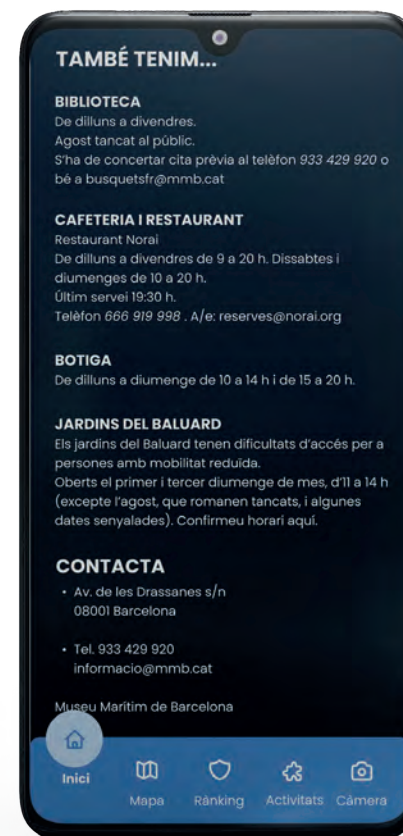 TAMBÉ TENIM...
BIBLIOTECA
De dilluns a divendres.
Agost tancat al públic.
S'ha de concertar cita prèvia al telèfon 933 429 920 o
bé a busquetsfr@mmb.cat
CAFETERIA I RESTAURANT
Restaurant Norai
De dilluns a divendres de 9 a 20 h. Dissabtes i
diumenges de 10 a 20 h.
Últim servei 19:30 h.
Telèfon 666 919 998 . A/e: reserves@norai.org
BOTIGA
De dilluns a diumenge de 10 a 14 h i de 15 a 20 h.
JARDINS DEL BALUARD
Els jardins del Baluard tenen dificultats d'accés per a
persones amb mobilitat reduïda.
Oberts el primer i tercer diumenge de mes, d'11 a 14 h
(excepte l'agost, que romanen tancats, i algunes
dates senyalades). Confirmeu horari aquí.
CONTACTA
• Av. de les Drassanes s/n
08001 Barcelona
• Tel. 933 429 920
informacio@mmb.cat
Museu Marítim de Barcelona
Inici
Mapa
Rànking
Activitats
Càmera